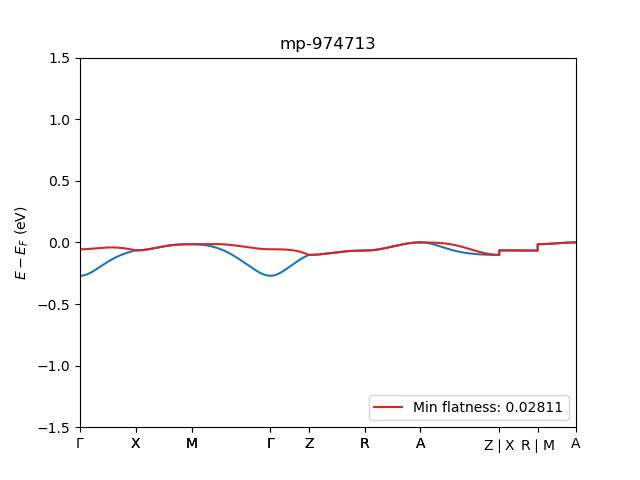 mp-974713
1.5
1.0
0.5
0.0
−0.5
−1.0
−1.5
E − E_F (eV)
Min flatness: 0.02811
Γ X M Γ Z R A Z | X R | M A